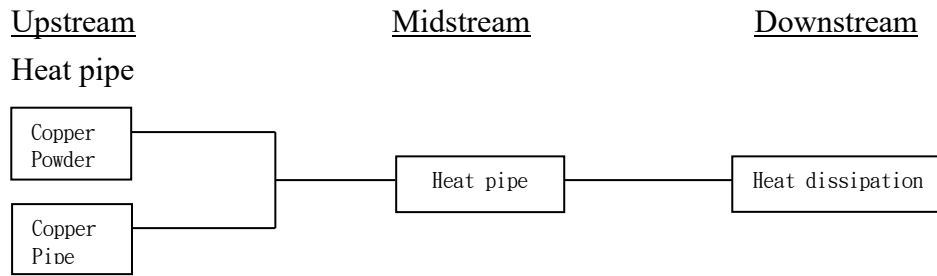 Upstream Midstream Downstream
Heat pipe
Copper
Powder
Heat pipe
Heat dissipation
Copper
Pipe